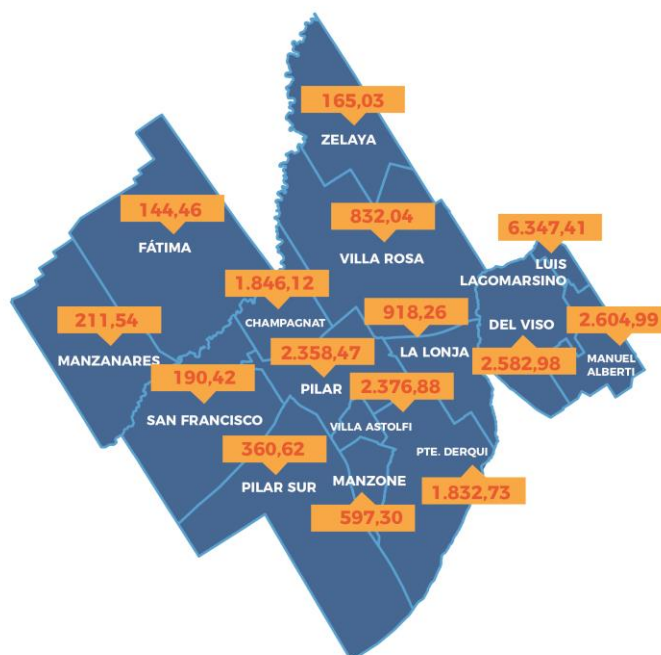 165,03
ZELAYA
144,46
FÁTIMA
832,04
VILLA ROSA
6.347,41
LUIS
LAGOMARSINO
1.846,12
CHAMPAGNAT
918,26
LA LONJA
DEL VISO
2.582,98
2.604,99
MANUEL
ALBERTI
211,54
MANZANARES
2.358,47
PILAR
190,42
SAN FRANCISCO
2.376,88
VILLA ASTOLFI
360,62
PILAR SUR
MANZONE
597,30
PTE. DERQUI
1.832,73